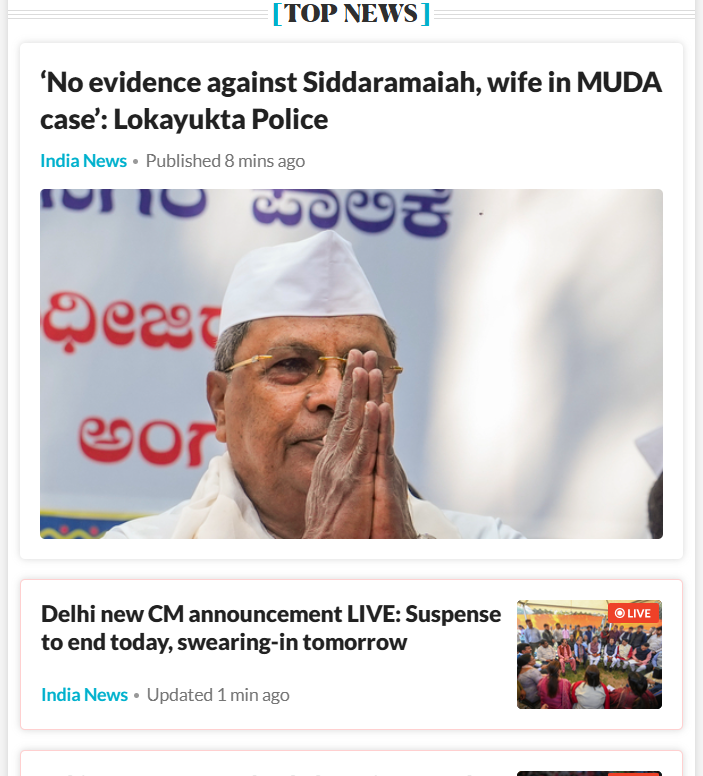 [TOP NEWS]
‘No evidence against Siddaramaiah, wife in MUDA
case’: Lokayukta Police
India News • Published 8 mins ago
ಪಾಲಿಕೆ
ಧೀಜಿ
ಅಂಗ
Delhi new CM announcement LIVE: Suspense
to end today, swearing-in tomorrow
LIVE
India News • Updated 1 min ago